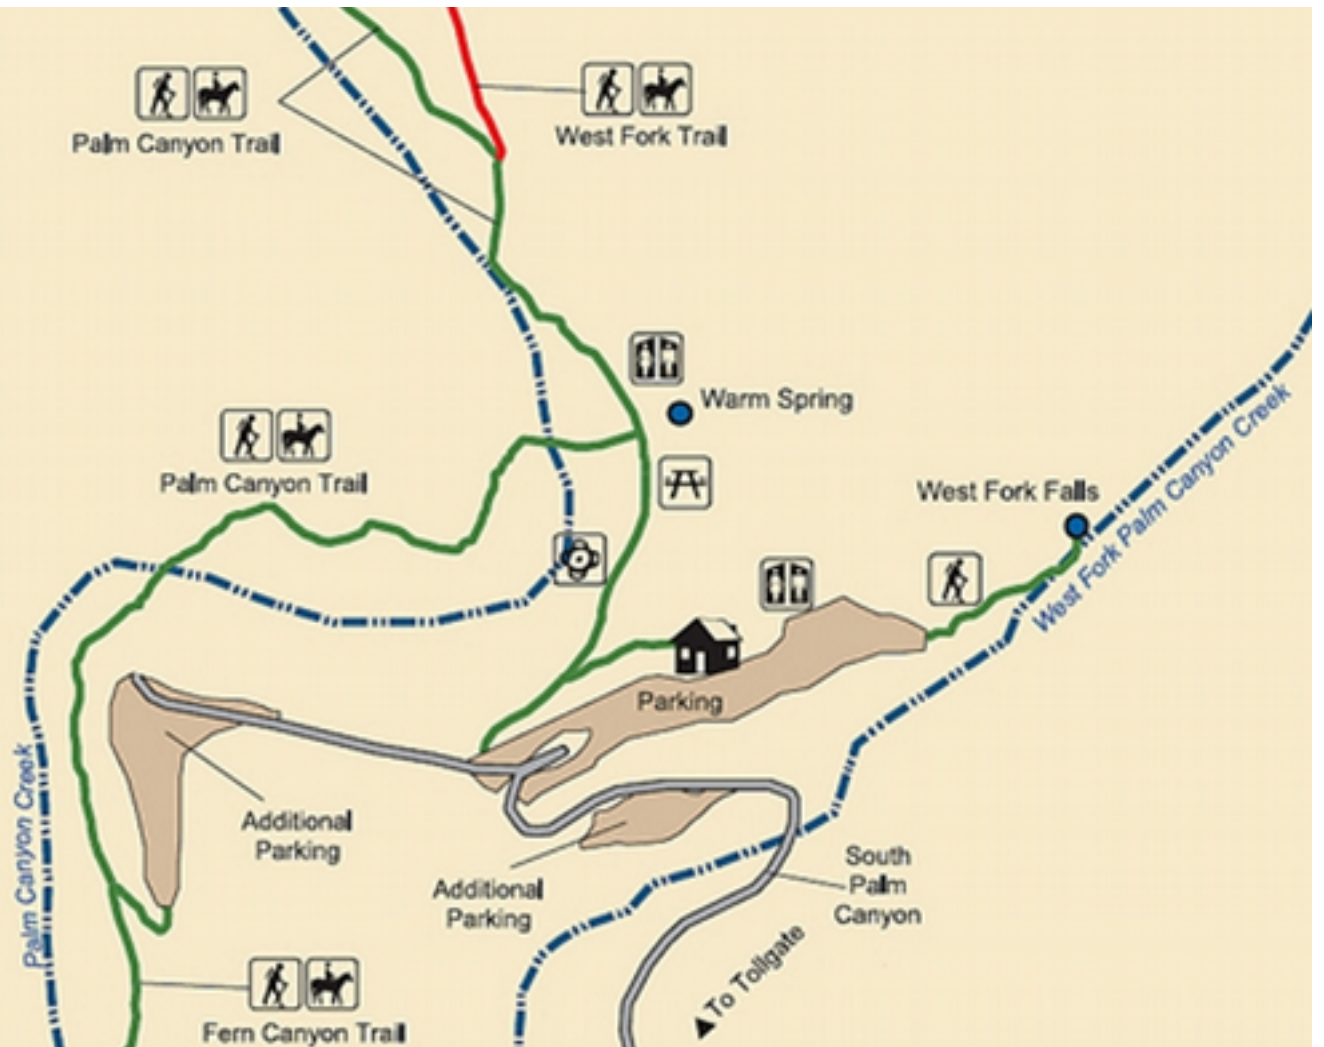 Palm Canyon Trail
West Fork Trail
Warm Spring
Palm Canyon Trail
West Fork Falls
West Fork Palm Canyon Creek
Parking
Palm Canyon Creek
Additional
Parking
Additional
Parking
South
Palm
Canyon
To Tollgate
Fern Canyon Trail